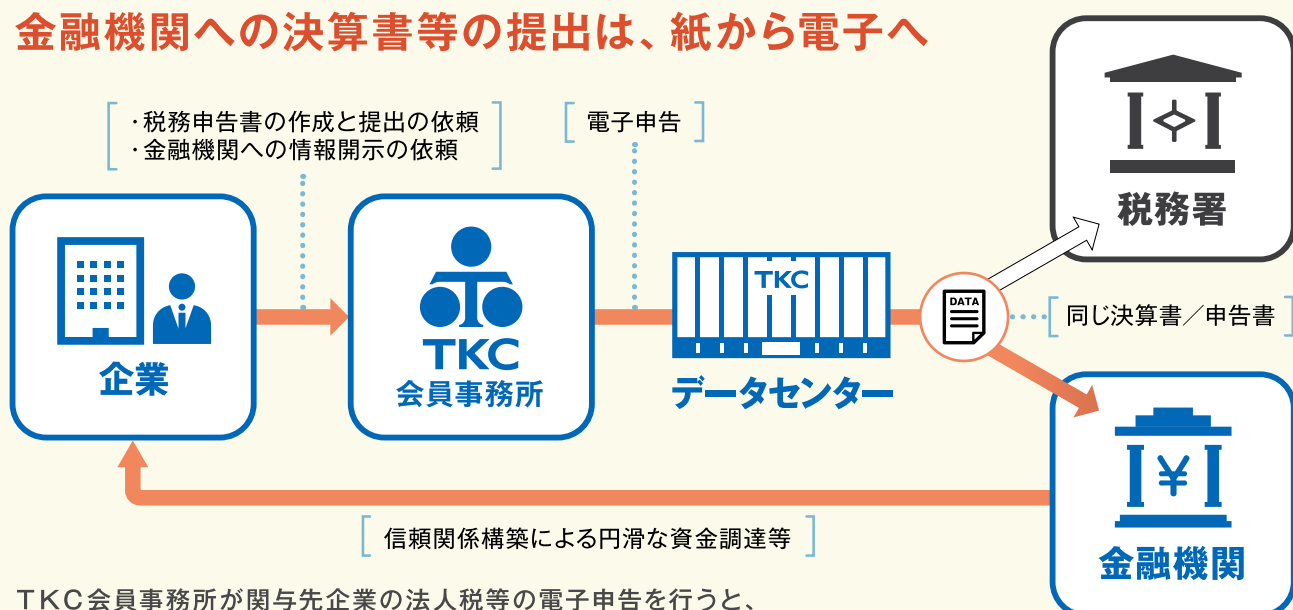 金融機関への決算書等の提出は、紙から電子へ
・税務申告書の作成と提出の依頼
・金融機関への情報開示の依頼
電子申告
税務署
企業
TKC
会員事務所
TKC
データセンター
DATA
同じ決算書／申告書
¥
金融機関
信頼関係構築による円滑な資金調達等
TKC会員事務所が関与先企業の法人税等の電子申告を行うと、